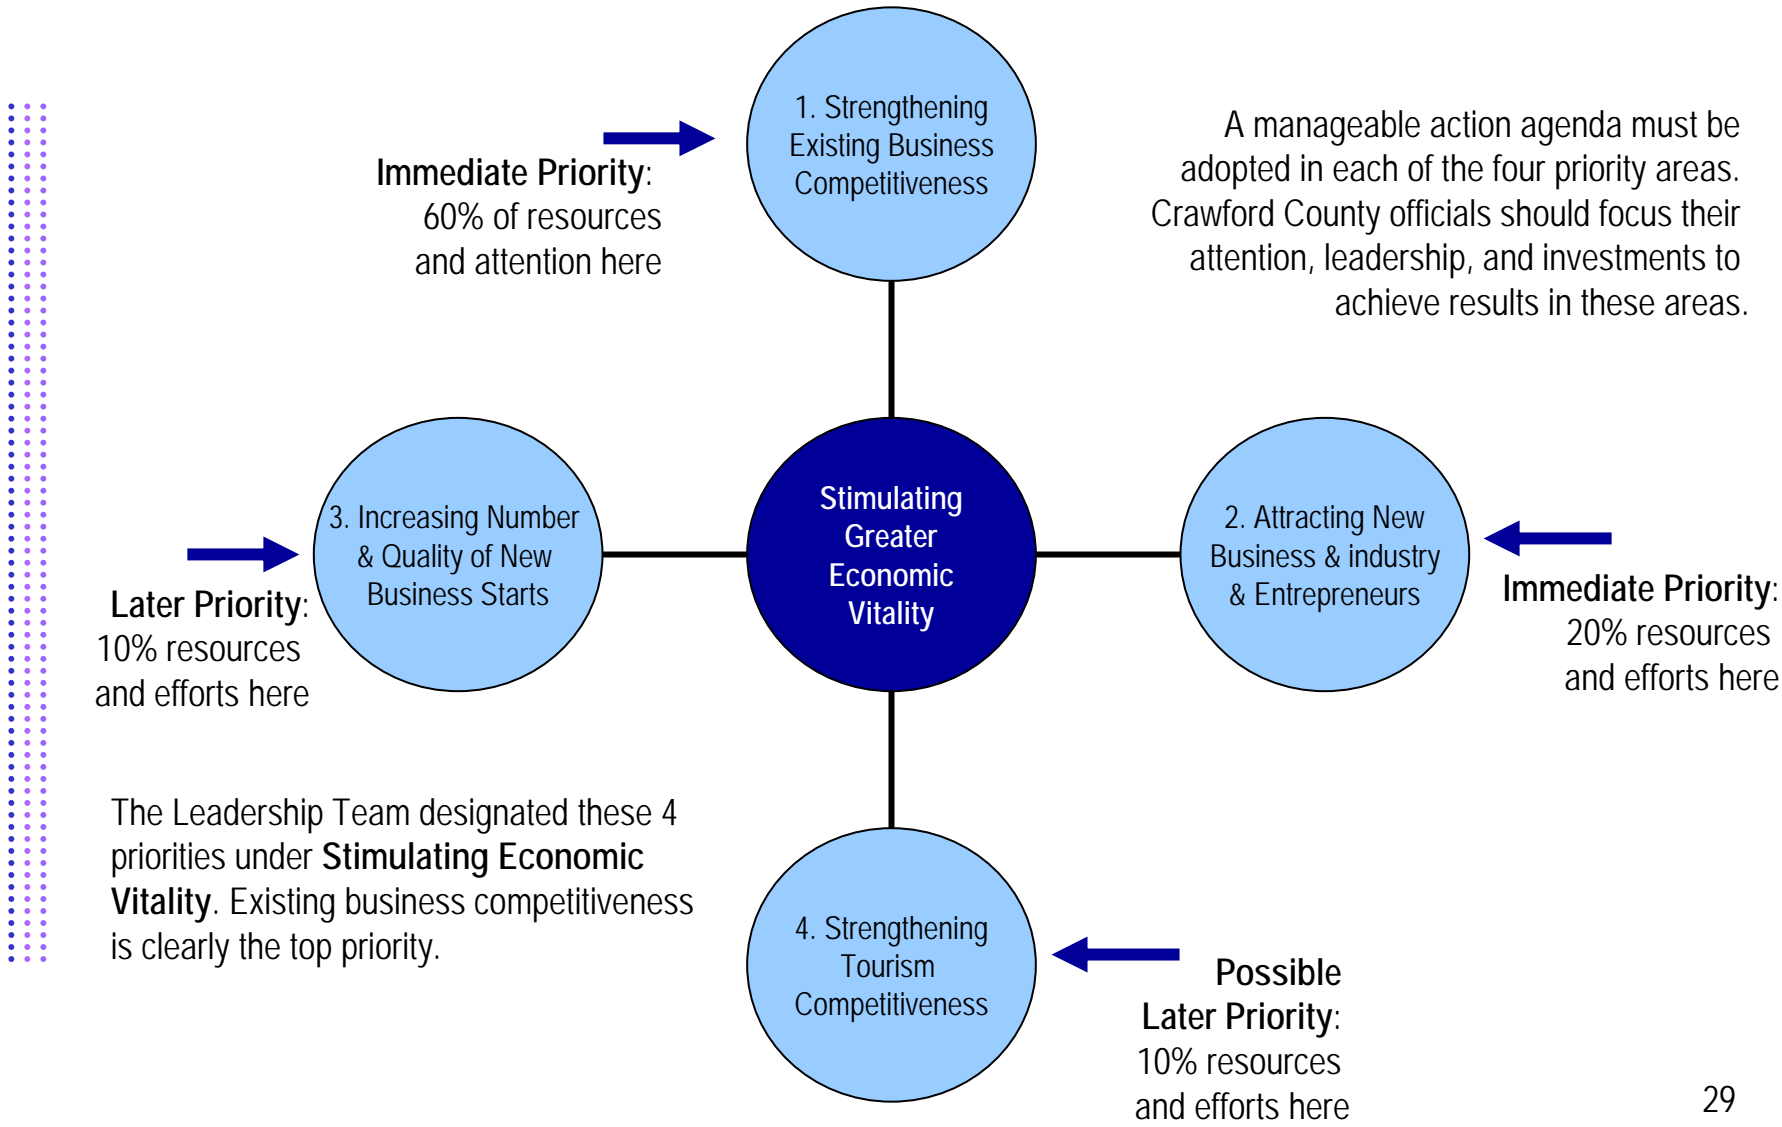 1. Strengthening
Existing Business
Competitiveness
Immediate Priority:
60% of resources
and attention here
A manageable action agenda must be
adopted in each of the four priority areas.
Crawford County officials should focus their
attention, leadership, and investments to
achieve results in these areas.
3. Increasing Number
& Quality of New
Business Starts
Later Priority:
10% resources
and efforts here
Stimulating
Greater
Economic
Vitality
2. Attracting New
Business & industry
& Entrepreneurs
Immediate Priority:
20% resources
and efforts here
The Leadership Team designated these 4
priorities under Stimulating Economic
Vitality. Existing business competitiveness
is clearly the top priority.
4. Strengthening
Tourism
Competitiveness
Possible
Later Priority:
10% resources
and efforts here
29